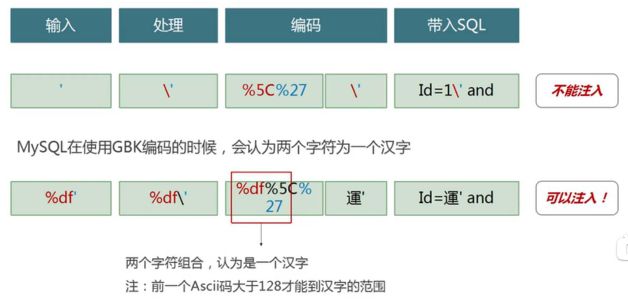 输入 处理 编码 带入SQL
' \' %5C%27 \' Id=1\' and 不能注入
MySQL在使用GBK编码的时候，会认为两个字符为一个汉字
%df' %df\' %df%5C% 運' Id=運' and 可以注入！
27
两个字符组合，认为是一个汉字
注：前一个Ascii码大于128才能到汉字的范围